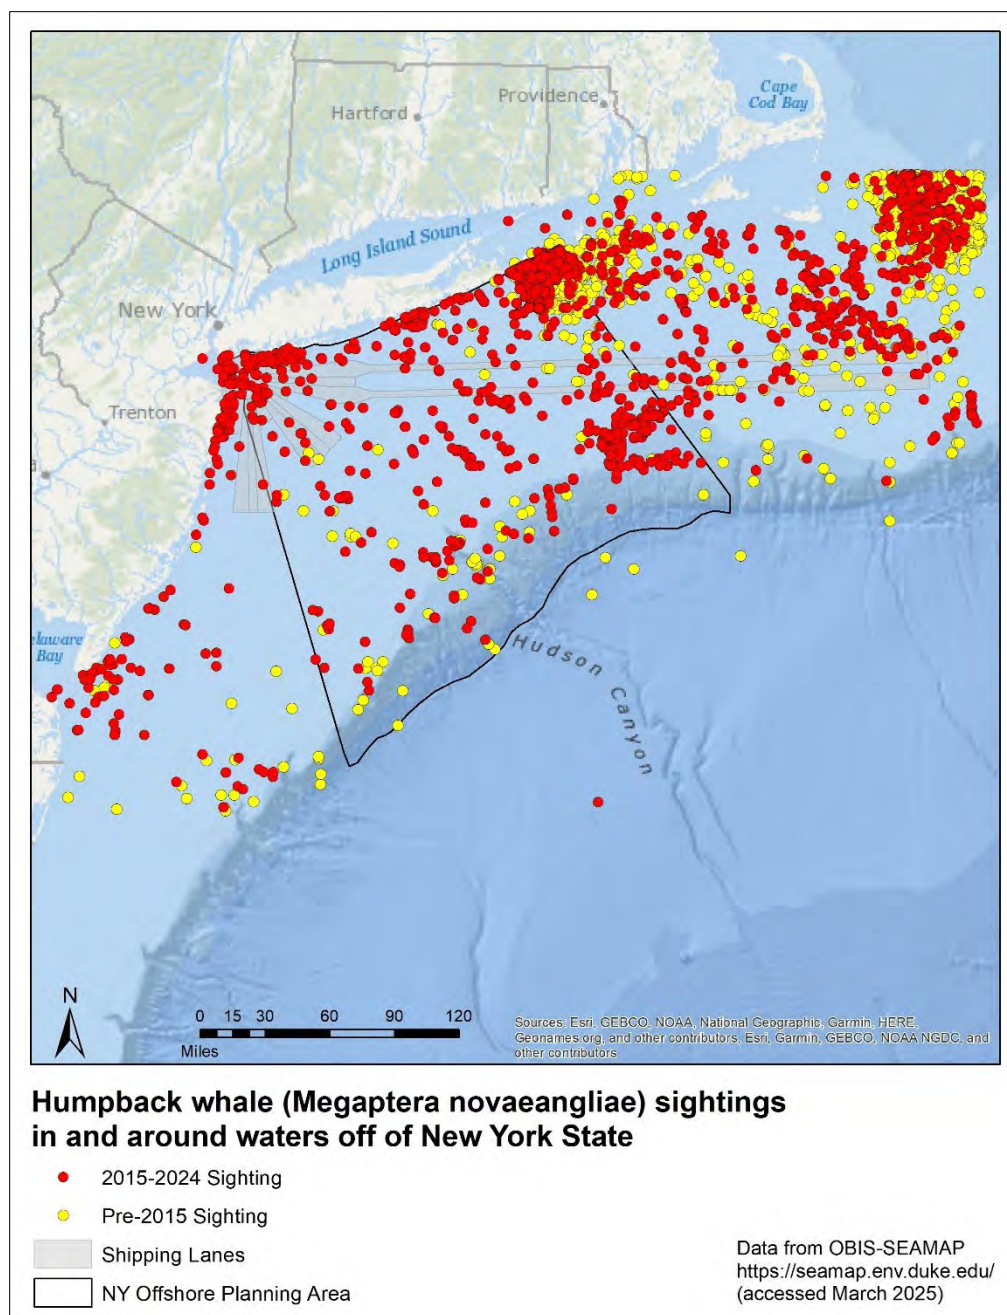 Cape
Cod Bay
Providence
Hartford
Long Island Sound
New York
Trenton
elaware
Bay
Hudson Canyon
N
0 15 30 60 90 120
Miles
Sources: Esri, GEBCO, NOAA, National Geographic, Garmin, HERE,
Geonames.org, and other contributors, Esri, Garmin, GEBCO, NOAA NGDC, and
other contributors
Humpback whale (Megaptera novaeangliae) sightings
in and around waters off of New York State
2015-2024 Sighting
Pre-2015 Sighting
Shipping Lanes
NY Offshore Planning Area
Data from OBIS-SEAMAP
https://seamap.env.duke.edu/
(accessed March 2025)